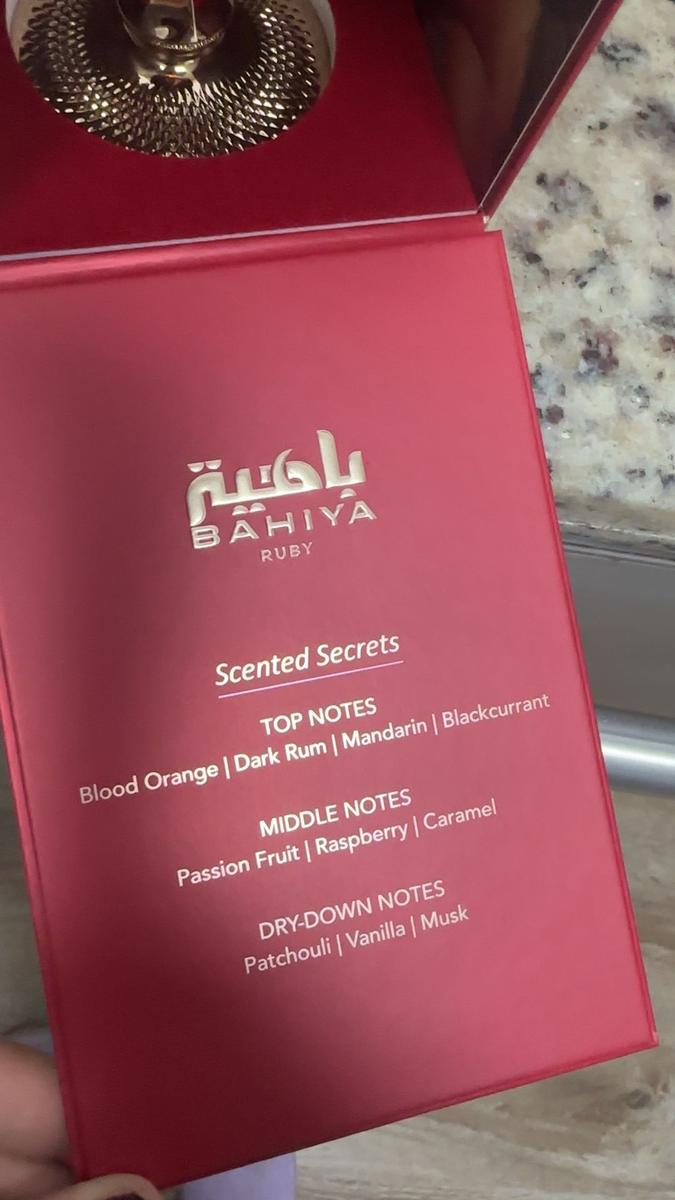 باهية
BAHIYA
RUBY
Scented Secrets
TOP NOTES
Blood Orange | Dark Rum | Mandarin | Blackcurrant
MIDDLE NOTES
Passion Fruit | Raspberry | Caramel
DRY-DOWN NOTES
Patchouli | Vanilla | Musk